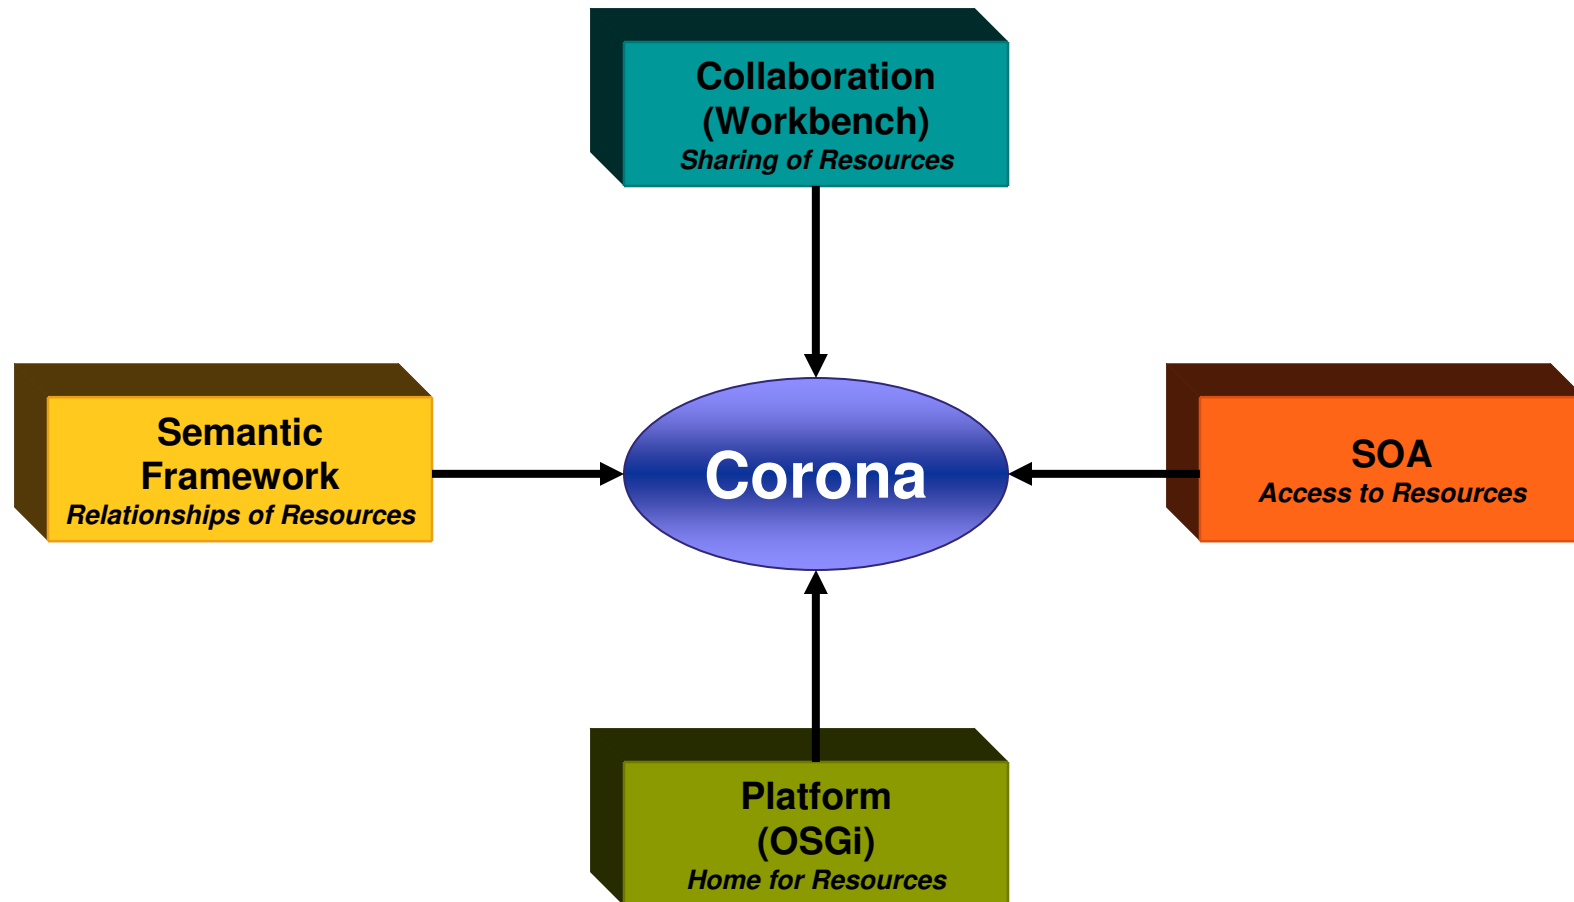 Collaboration
(Workbench)
Sharing of Resources
Semantic
Framework
Relationships of Resources
Corona
SOA
Access to Resources
Platform
(OSGi)
Home for Resources